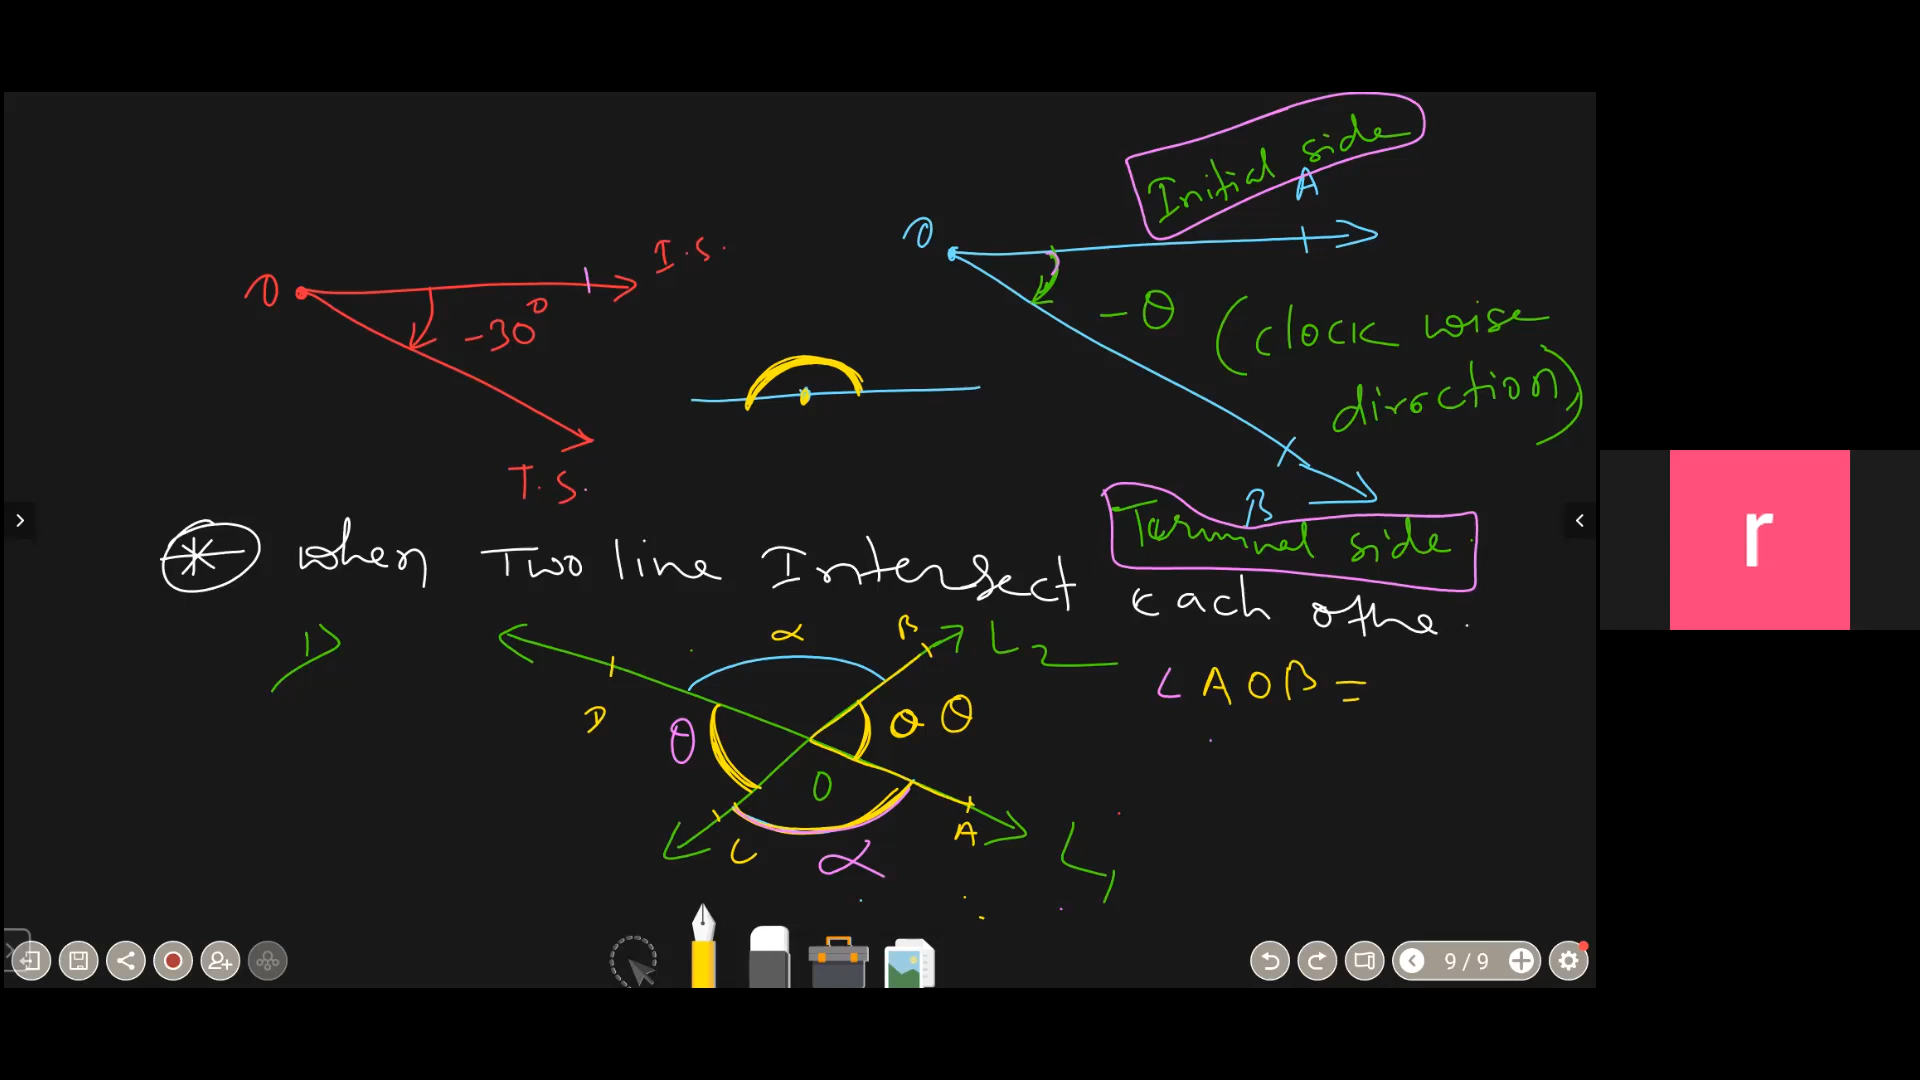 Initial side
A
O
I.S.
O
-30°
-θ (clock wise
direction)
T.S.
B
Terminal side
* when Two line Intersect each othe.
1)
α
B
L2
∠AOB =
D
θ
θ θ
O
A
C
α
L1
r
9 / 9